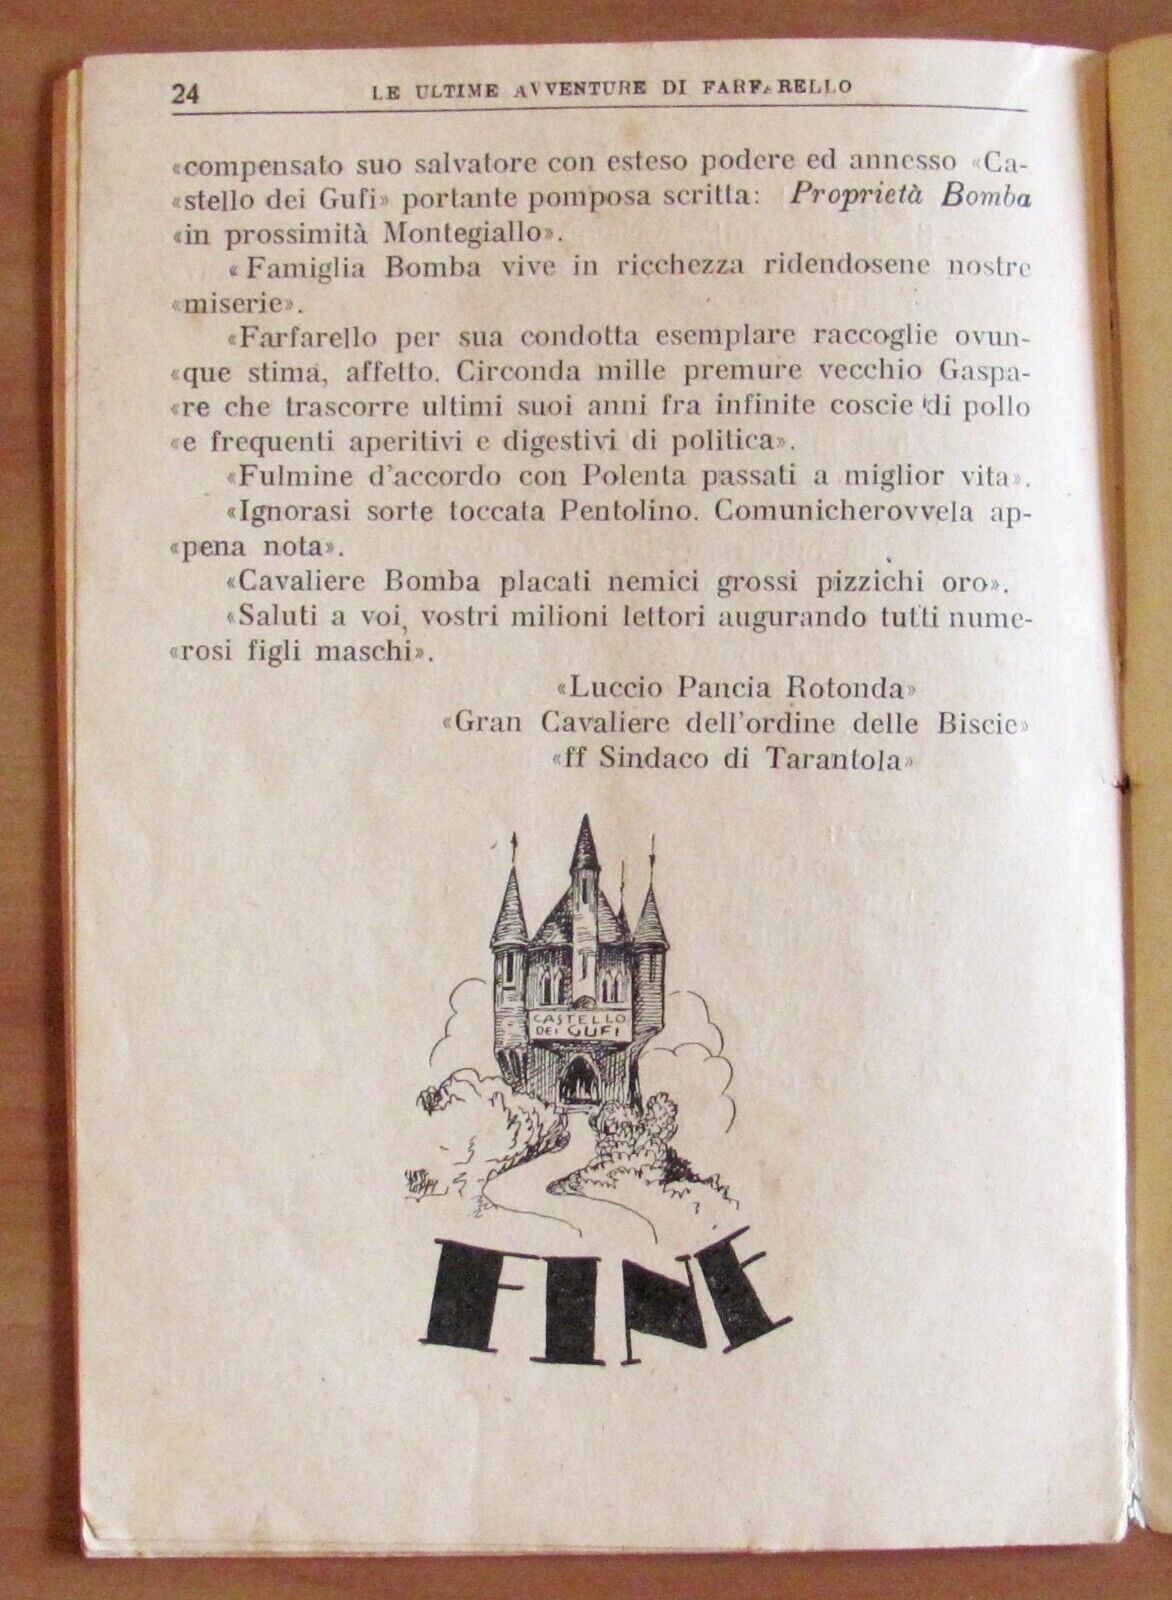 24
LE ULTIME AVVENTURE DI FARFARELLO
«compensato suo salvatore con esteso podere ed annesso «Ca-
«stello dei Gufi» portante pomposa scritta: Proprietà Bomba
«in prossimità Montegiallo».
«Famiglia Bomba vive in ricchezza ridendosene nostre
«miserie».
«Farfarello per sua condotta esemplare raccoglie ovun-
«que stima, affetto. Circonda mille premure vecchio Gaspa-
«re che trascorre ultimi suoi anni fra infinite coscie di pollo
«e frequenti aperitivi e digestivi di politica».
«Fulmine d'accordo con Polenta passati a miglior vita».
«Ignorasi sorte toccata Pentolino. Comunicherovvela ap-
«pena nota».
«Cavaliere Bomba placati nemici grossi pizzichi oro».
«Saluti a voi, vostri milioni lettori augurando tutti nume-
«rosi figli maschi».
«Luccio Pancia Rotonda»
«Gran Cavaliere dell'ordine delle Biscie»
«ff Sindaco di Tarantola»
CASTELLO
DEI GUFI
FINE